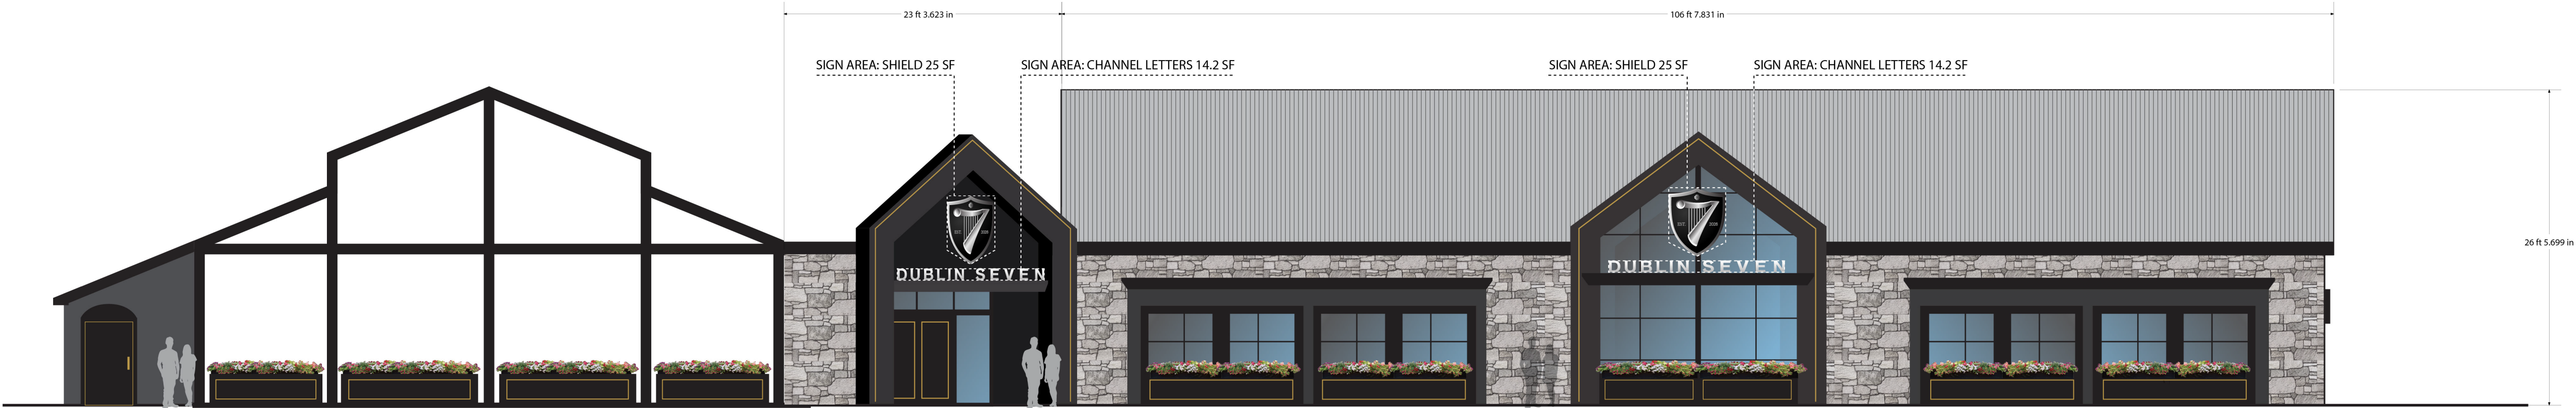 23 ft 3.623 in
106 ft 7.831 in
SIGN AREA: SHIELD 25 SF
SIGN AREA: CHANNEL LETTERS 14.2 SF
SIGN AREA: SHIELD 25 SF
SIGN AREA: CHANNEL LETTERS 14.2 SF
26 ft 5.699 in
EST.
DUBLIN SEVEN
EST.
DUBLIN SEVEN